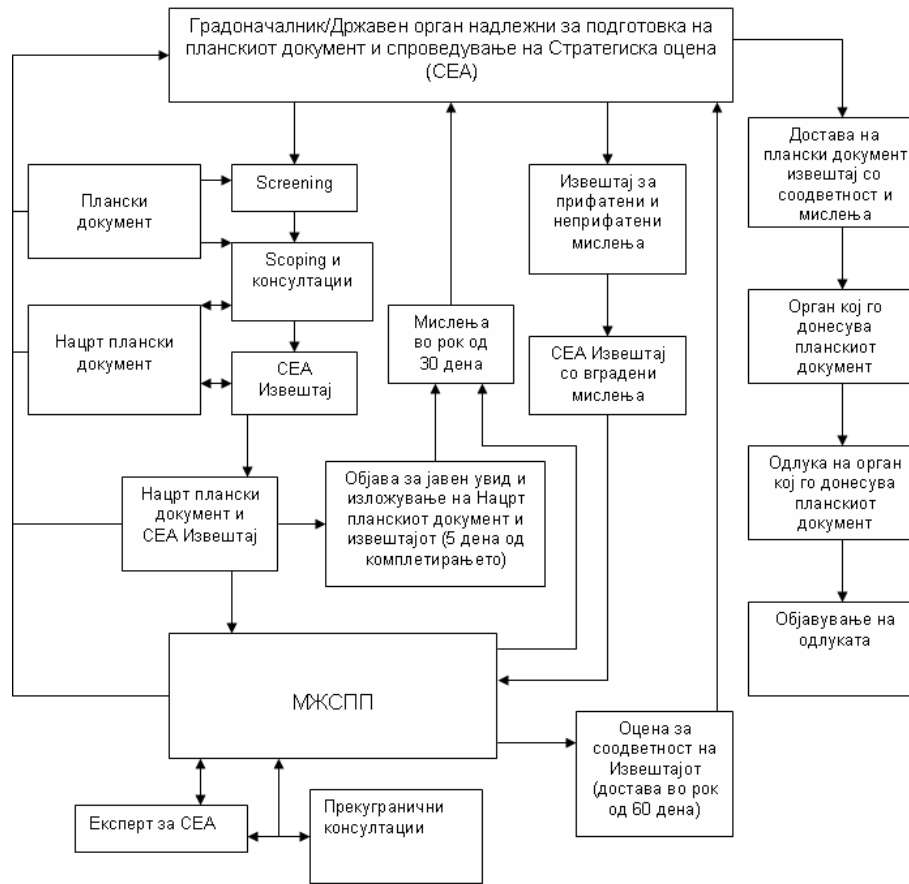 Градоначалник/Државен орган надлежни за подготовка на
планскиот документ и спроведување на Стратегиска оцена
(СЕА)
Плански
документ
Screening
Scoping и
консултации
Нацрт плански
документ
СЕА
Извештај
Нацрт плански
документ и
СЕА Извештај
Објава за јавен увид и
изложување на Нацрт
планскиот документ и
извештајот (5 дена од
комплетирањето)
Мислења
во рок од
30 дена
Извештај за
прифатени и
неприфатени
мислења
СЕА Извештај
со вградени
мислења
Достава на
плански документ
извештај со
соодветност и
мислења
Орган кој го
донесува
планскиот
документ
Одлука на орган
кој го донесува
планскиот
документ
Објавување на
одлуката
МЖСПП
Оцена за
соодветност на
Извештајот
(достава во рок
од 60 дена)
Експерт за СЕА
Прекугранични
консултации